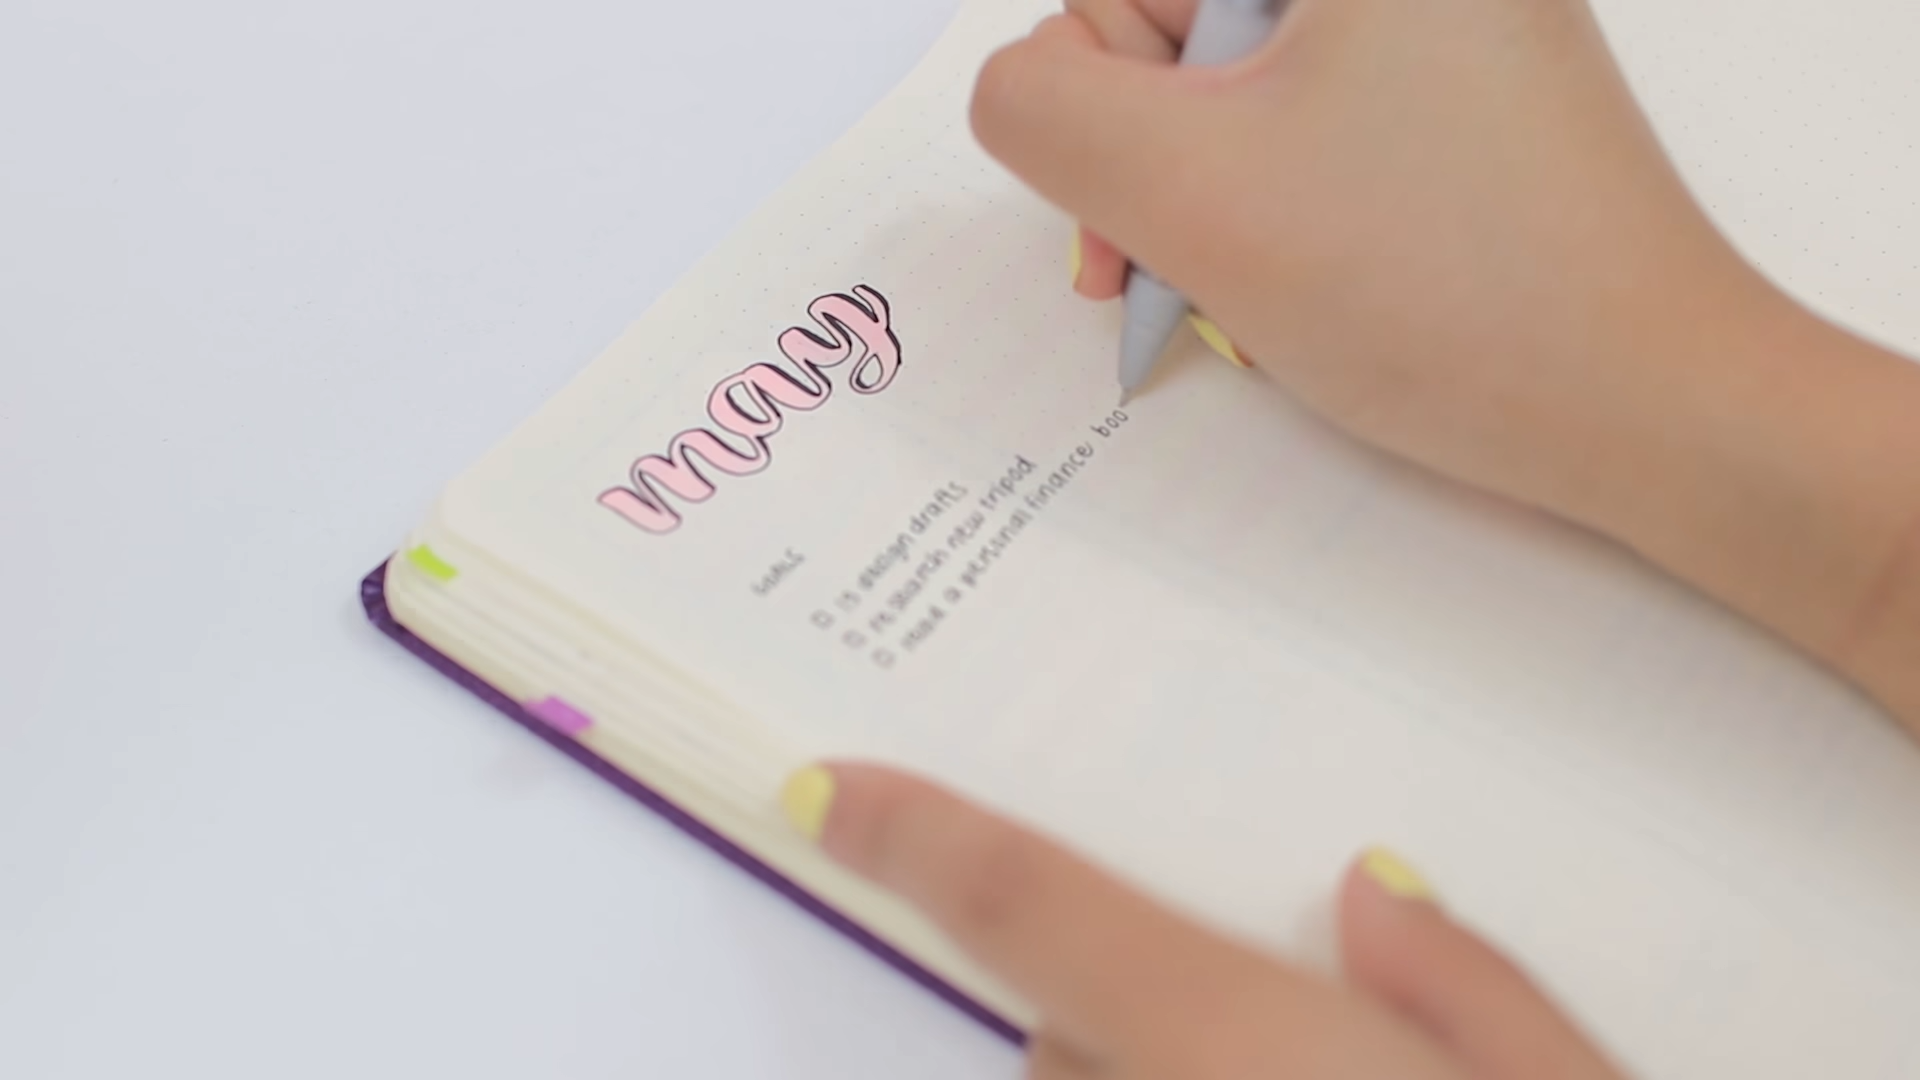 may
GOALS
15 design drafts
research new tripod
read a personal finance boo